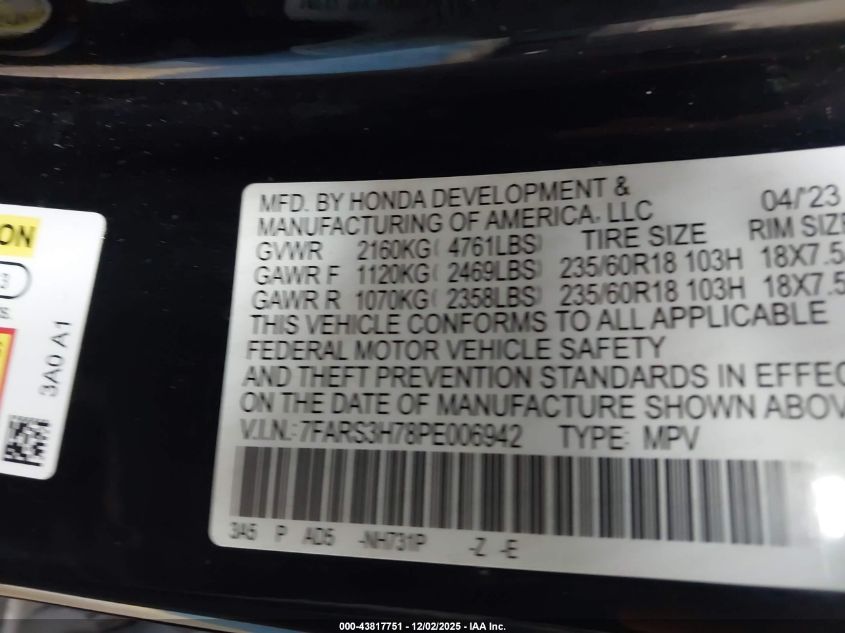 MFD. BY HONDA DEVELOPMENT & 04/'23
MANUFACTURING OF AMERICA, LLC
GVWR 2160KG( 4761LBS) TIRE SIZE RIM SIZE
GAWR F 1120KG( 2469LBS) 235/60R18 103H 18X7.5
GAWR R 1070KG( 2358LBS) 235/60R18 103H 18X7.5
THIS VEHICLE CONFORMS TO ALL APPLICABLE
FEDERAL MOTOR VEHICLE SAFETY
AND THEFT PREVENTION STANDARDS IN EFFEC
ON THE DATE OF MANUFACTURE SHOWN ABOV
V.I.N.:7FARS3H78PE006942 TYPE: MPV
3A5 P AD5 -NH731P -Z -E
ON
3
s.
3A0 A1
000-43817751 - 12/02/2025 - IAA Inc.